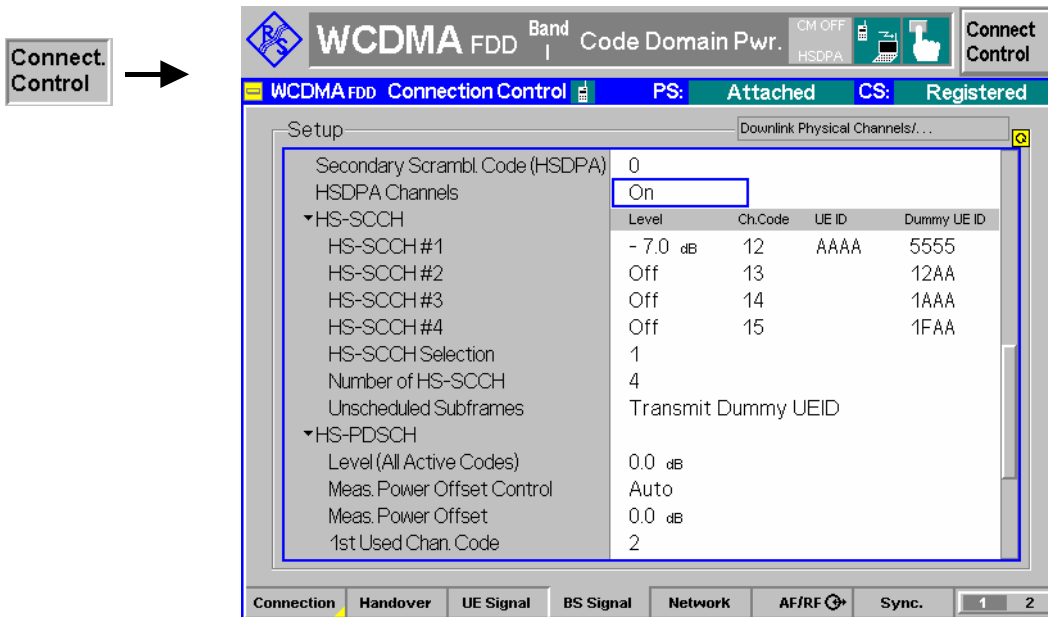 Connect.
Control
R S
WCDMA FDD Band I Code Domain Pwr. CM OFF HSDPA
Connect
Control
WCDMA FDD Connection Control PS: Attached CS: Registered
Setup Downlink Physical Channels/...
Secondary Scrambl. Code (HSDPA) 0
HSDPA Channels On
HS-SCCH Level Ch.Code UE ID Dummy UE ID
HS-SCCH #1 - 7.0 dB 12 AAAA 5555
HS-SCCH #2 Off 13 12AA
HS-SCCH #3 Off 14 1AAA
HS-SCCH #4 Off 15 1FAA
HS-SCCH Selection 1
Number of HS-SCCH 4
Unscheduled Subframes Transmit Dummy UEID
HS-PDSCH
Level (All Active Codes) 0.0 dB
Meas. Power Offset Control Auto
Meas. Power Offset 0.0 dB
1st Used Chan. Code 2
Connection Handover UE Signal BS Signal Network AF/RF Sync. 1 2